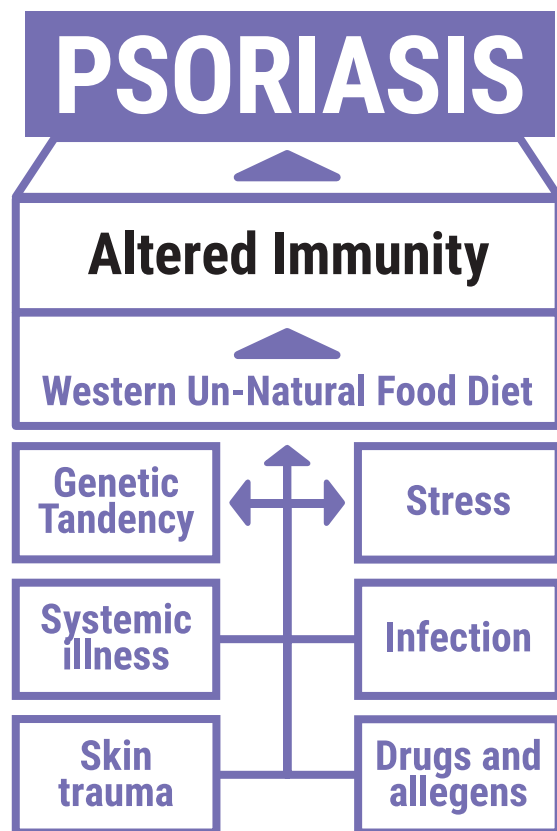 PSORIASIS
Altered Immunity
Western Un-Natural Food Diet
Genetic
Tandency
Stress
Systemic
illness
Infection
Skin
trauma
Drugs and
allegens